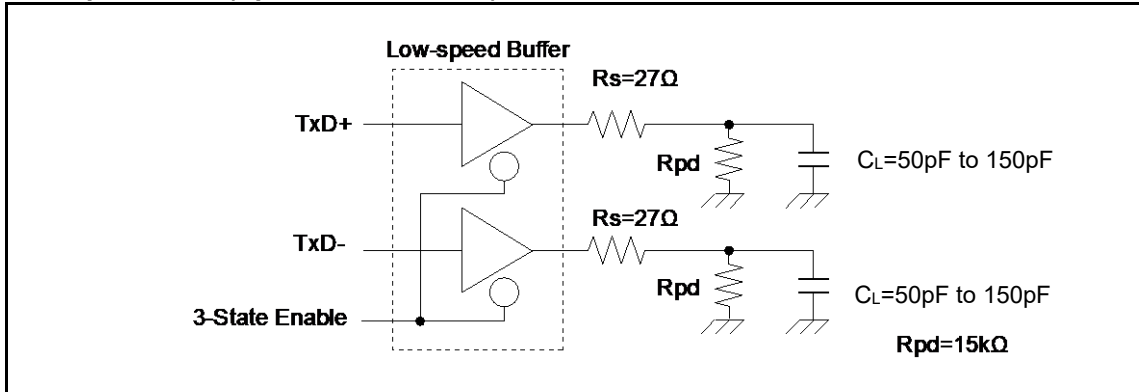 Low-speed Buffer
Rs=27Ω
TxD+
Rpd
CL=50pF to 150pF
Rs=27Ω
TxD-
Rpd
CL=50pF to 150pF
3-State Enable
Rpd=15kΩ